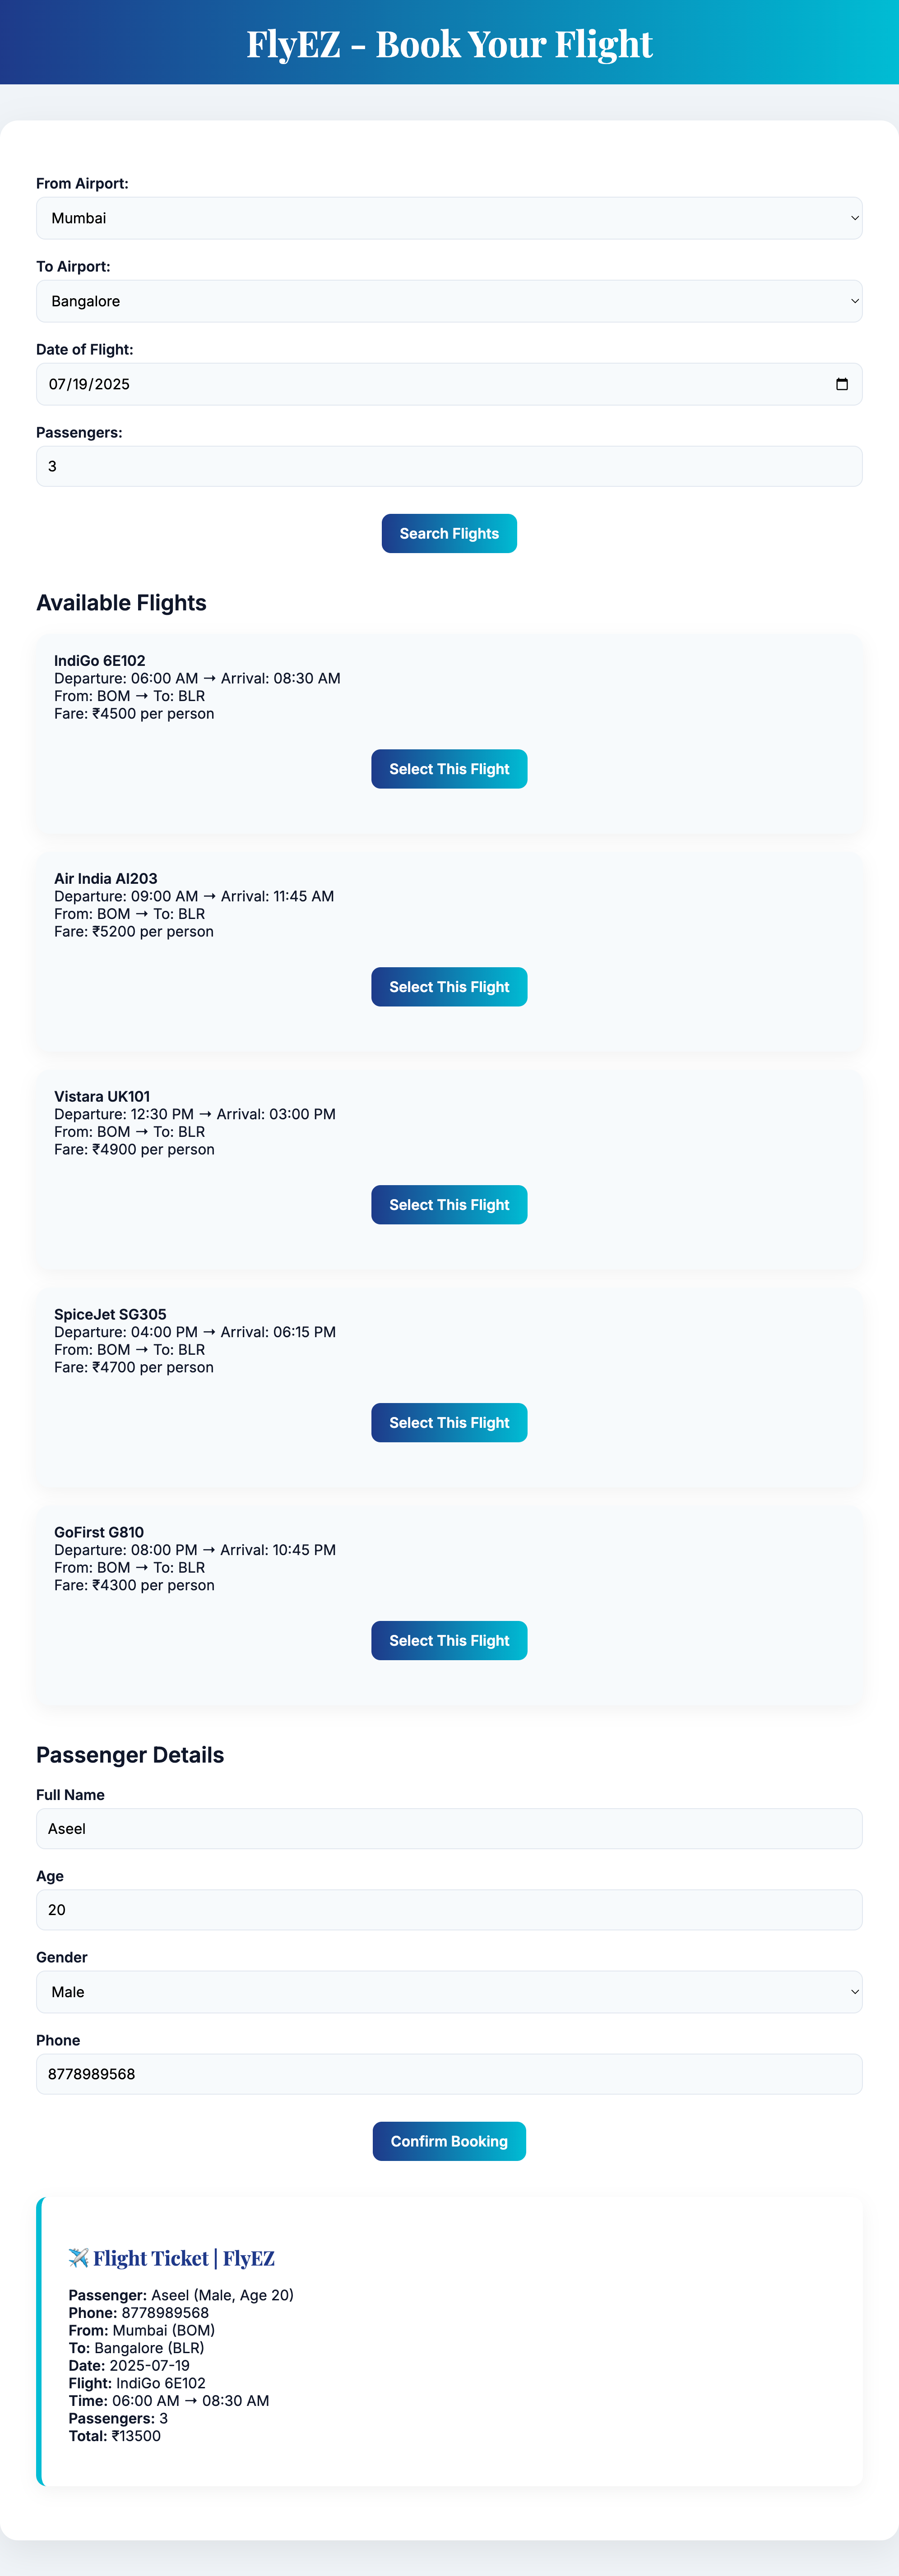 FlyEZ – Book Your Flight
From Airport:
Mumbai
To Airport:
Bangalore
Date of Flight:
07/19/2025
Passengers:
3
Search Flights
Available Flights
IndiGo 6E102
Departure: 06:00 AM → Arrival: 08:30 AM
From: BOM → To: BLR
Fare: ₹4500 per person
Select This Flight
Air India AI203
Departure: 09:00 AM → Arrival: 11:45 AM
From: BOM → To: BLR
Fare: ₹5200 per person
Select This Flight
Vistara UK101
Departure: 12:30 PM → Arrival: 03:00 PM
From: BOM → To: BLR
Fare: ₹4900 per person
Select This Flight
SpiceJet SG305
Departure: 04:00 PM → Arrival: 06:15 PM
From: BOM → To: BLR
Fare: ₹4700 per person
Select This Flight
GoFirst G810
Departure: 08:00 PM → Arrival: 10:45 PM
From: BOM → To: BLR
Fare: ₹4300 per person
Select This Flight
Passenger Details
Full Name
Aseel
Age
20
Gender
Male
Phone
8778989568
Confirm Booking
✈️ Flight Ticket | FlyEZ
Passenger: Aseel (Male, Age 20)
Phone: 8778989568
From: Mumbai (BOM)
To: Bangalore (BLR)
Date: 2025-07-19
Flight: IndiGo 6E102
Time: 06:00 AM → 08:30 AM
Passengers: 3
Total: ₹13500